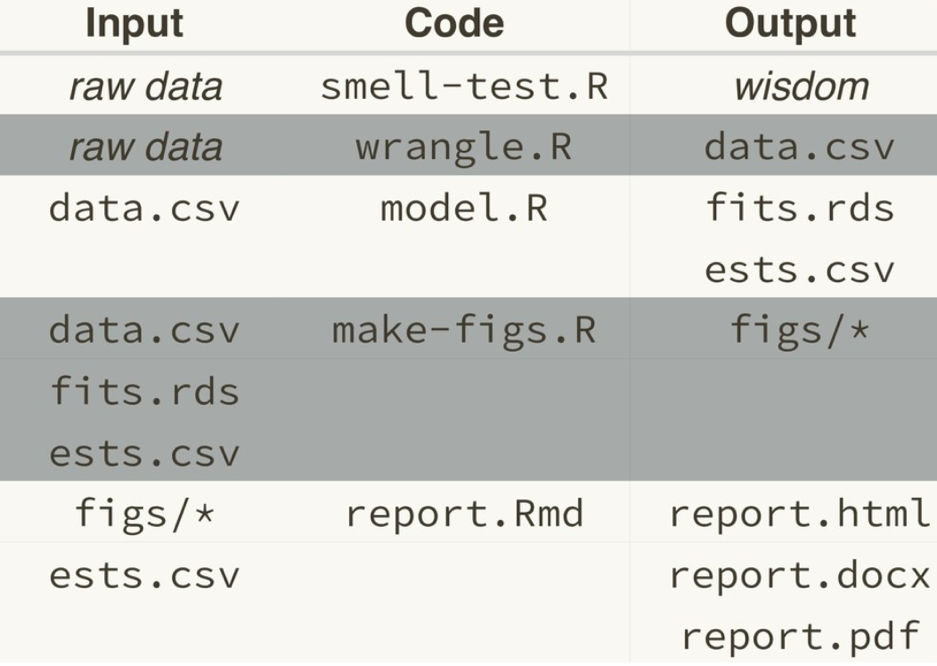 Input Code Output
raw data smell-test.R wisdom
raw data wrangle.R data.csv
data.csv model.R fits.rds
ests.csv
data.csv make-figs.R figs/*
fits.rds
ests.csv
figs/* report.Rmd report.html
ests.csv report.docx
report.pdf